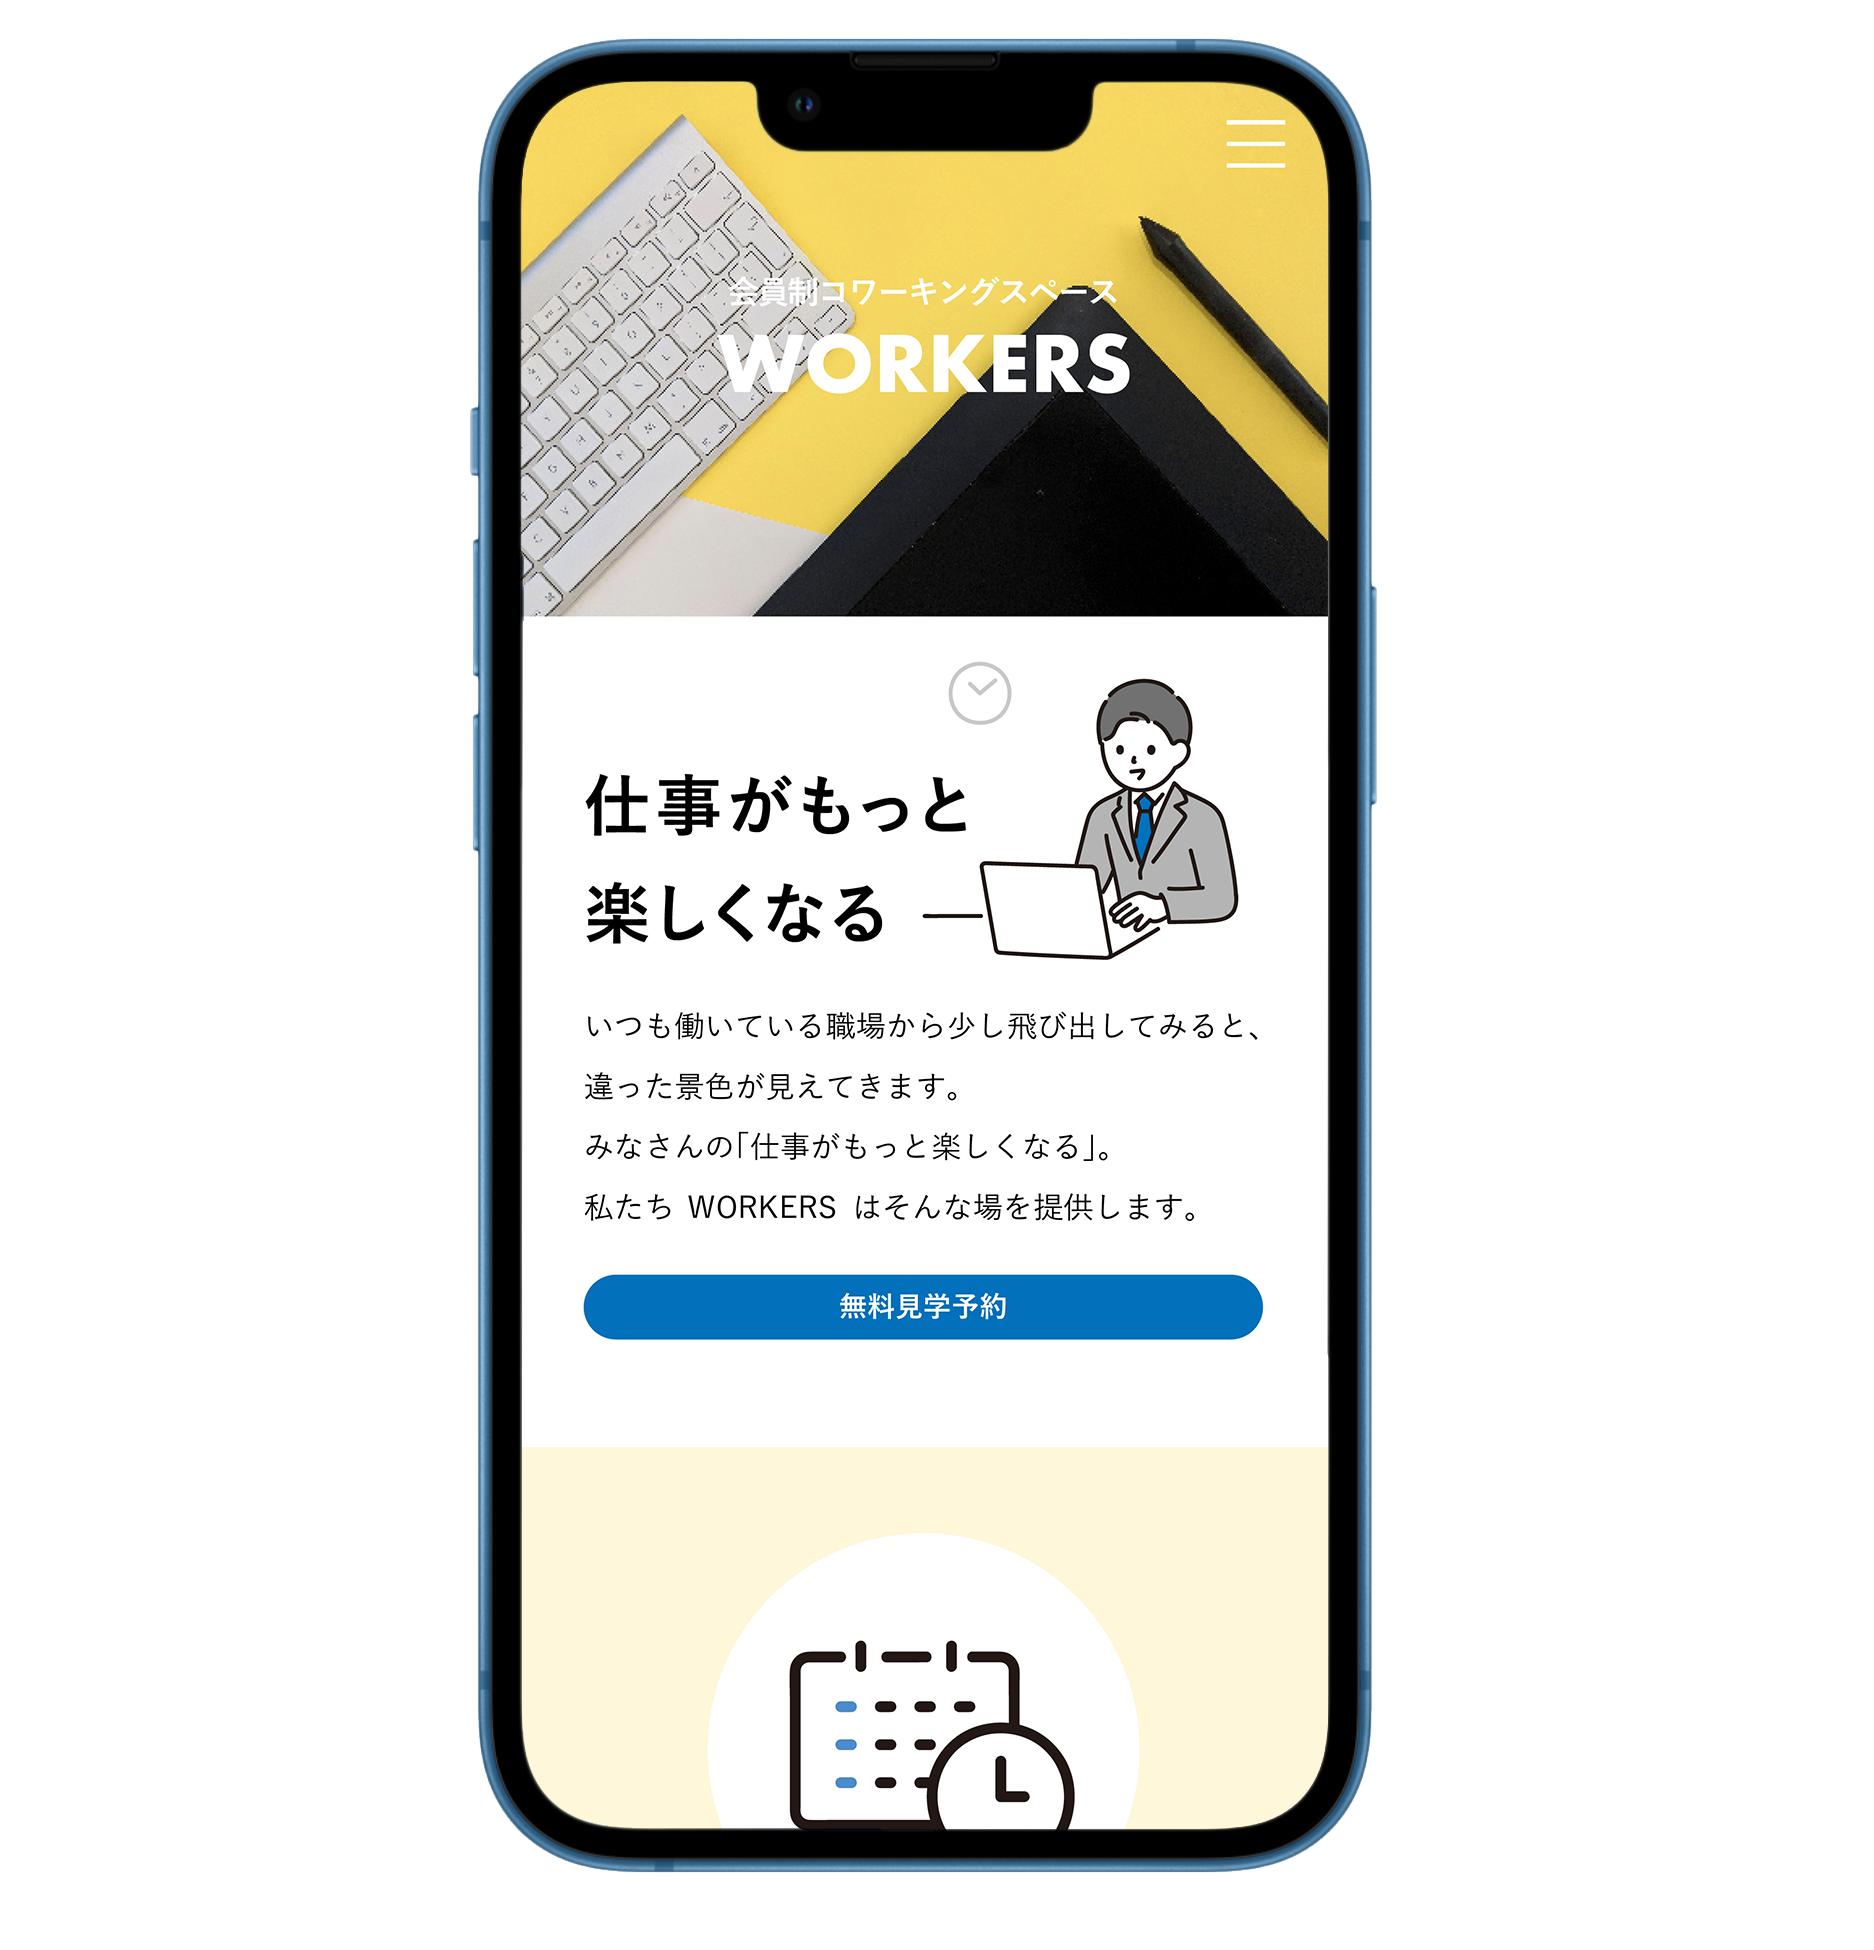 会員制コワーキングスペース
WORKERS
仕事がもっと
楽しくなる
いつも働いている職場から少し飛び出してみると、
違った景色が見えてきます。
みなさんの「仕事がもっと楽しくなる」。
私たち WORKERS はそんな場を提供します。
無料見学予約